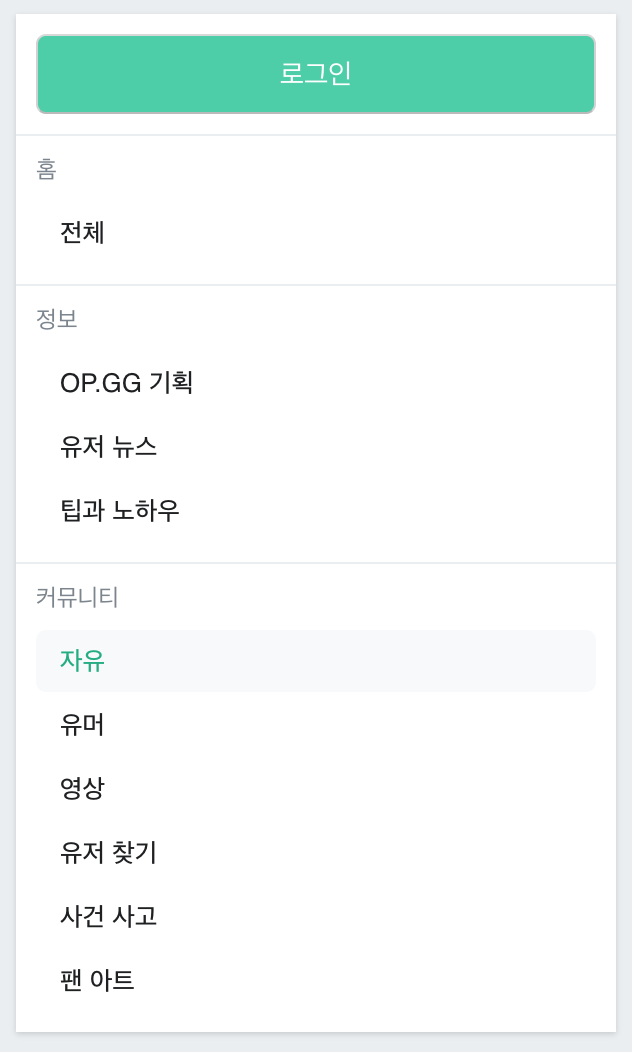 로그인
홈
전체
정보
OP.GG 기획
유저 뉴스
팁과 노하우
커뮤니티
자유
유머
영상
유저 찾기
사건 사고
팬 아트